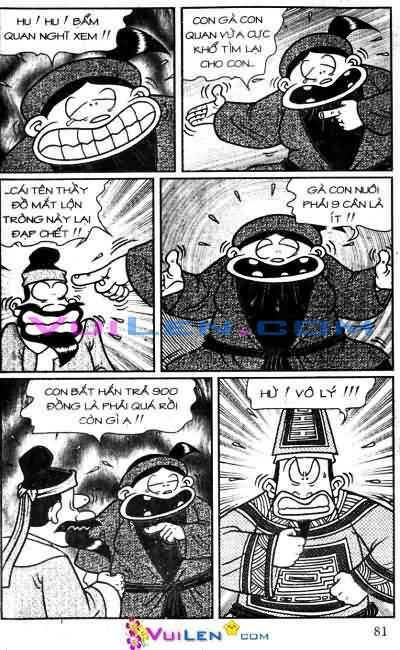 HU ! HU ! BẨM
QUAN NGHĨ XEM !!
CON GÀ CON
QUAN VỪA CỰC
KHỔ TÌM LẠI
CHO CON...
...CÁI TÊN THẦY
ĐỒ MẮT LỘN
TRÒNG NÀY LẠI
ĐẠP CHẾT !!
GÀ CON NUÔI
PHẢI 9 CÂN LÀ
ÍT !!
VUILEN.COM
CON BẮT HẮN TRẢ 900
ĐỒNG LÀ PHẢI QUÁ RỒI
CÒN GÌ Ạ !!
HỪ ! VÔ LÝ !!!
81
VUILEN.COM